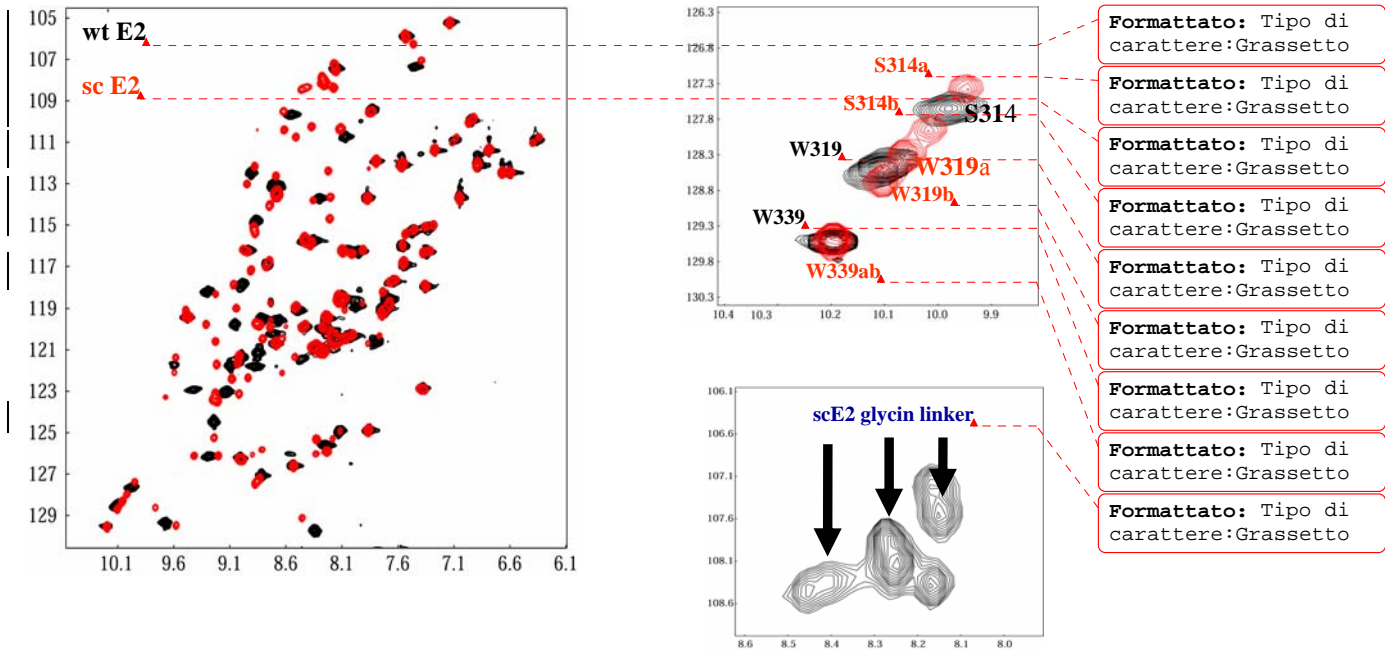 105
107
109
111
113
115
117
119
121
123
125
127
129
10.1 9.6 9.1 8.6 8.1 7.6 7.1 6.6 6.1
wt E2
sc E2
126.3
126.8
127.3
127.8
128.3
128.8
129.3
129.8
130.3
10.4 10.3 10.2 10.1 10.0 9.9
S314a
S314b
S314
W319
W319a
W319b
W339
W339ab
106.1
106.6
107.1
107.6
108.1
108.6
8.6 8.5 8.4 8.3 8.2 8.1 8.0
scE2 glycin linker
Formattato: Tipo di
carattere:Grassetto
Formattato: Tipo di
carattere:Grassetto
Formattato: Tipo di
carattere:Grassetto
Formattato: Tipo di
carattere:Grassetto
Formattato: Tipo di
carattere:Grassetto
Formattato: Tipo di
carattere:Grassetto
Formattato: Tipo di
carattere:Grassetto
Formattato: Tipo di
carattere:Grassetto
Formattato: Tipo di
carattere:Grassetto